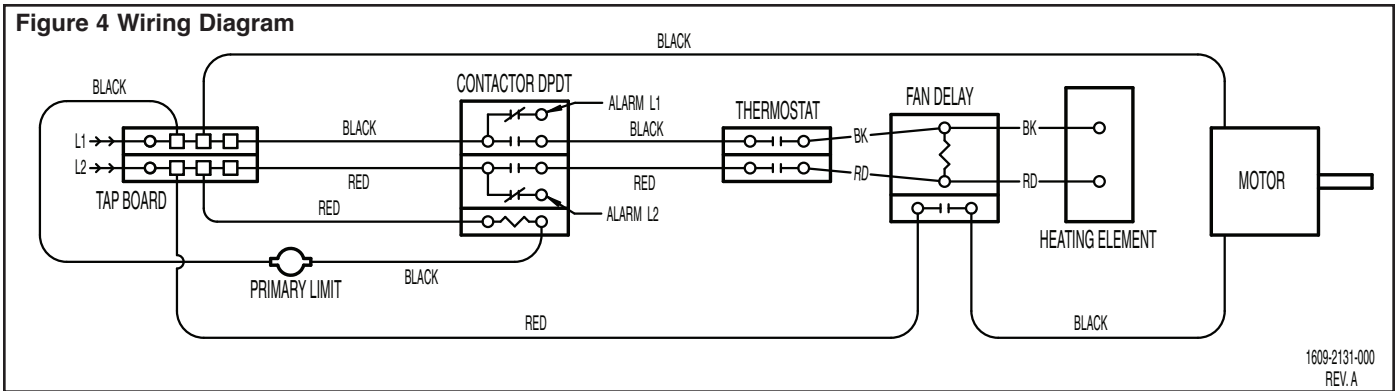 Figure 4 Wiring Diagram
BLACK
BLACK
CONTACTOR DPDT
ALARM L1
THERMOSTAT
FAN DELAY
L1
BLACK
BLACK
BK
BK
L2
RED
RED
RD
RD
TAP BOARD
RED
ALARM L2
MOTOR
HEATING ELEMENT
PRIMARY LIMIT
BLACK
RED
BLACK
1609-2131-000
REV. A